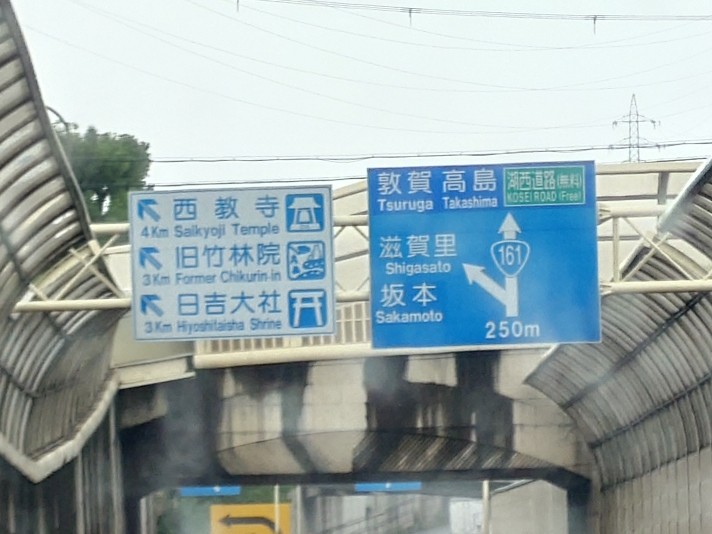 西教寺
4Km Saikyoji Temple
旧竹林院
3Km Former Chikurin-in
日吉大社
3Km Hiyoshitaisha Shrine
敦賀 高島
Tsuruga Takashima
湖西道路(無料)
KOSEI ROAD (Free)
161
滋賀里
Shigasato
坂本
Sakamoto
250m